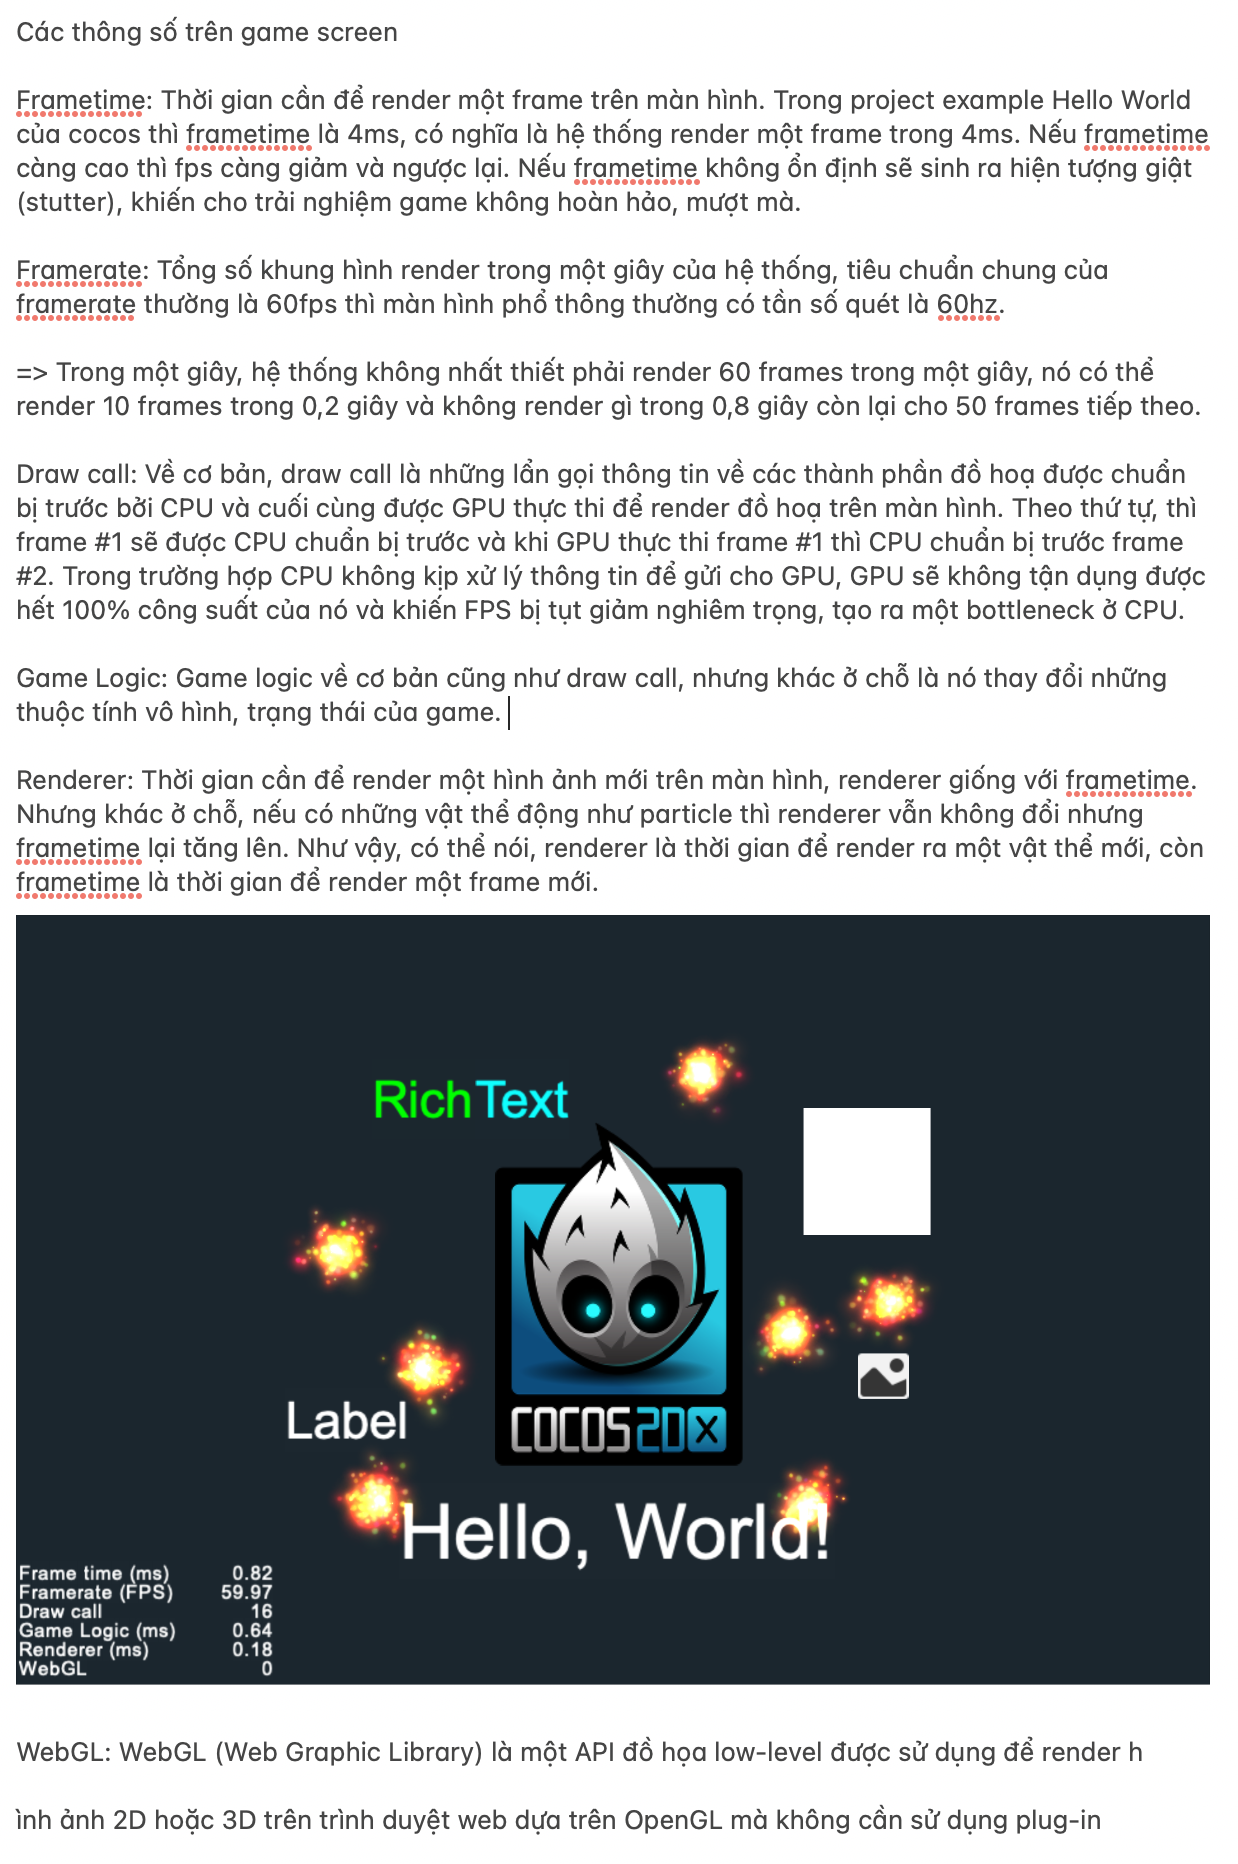 Các thông số trên game screen
Frametime: Thời gian cần để render một frame trên màn hình. Trong project example Hello World
của cocos thì frametime là 4ms, có nghĩa là hệ thống render một frame trong 4ms. Nếu frametime
càng cao thì fps càng giảm và ngược lại. Nếu frametime không ổn định sẽ sinh ra hiện tượng giật
(stutter), khiến cho trải nghiệm game không hoàn hảo, mượt mà.
Framerate: Tổng số khung hình render trong một giây của hệ thống, tiêu chuẩn chung của
framerate thường là 60fps thì màn hình phổ thông thường có tần số quét là 60hz.
=> Trong một giây, hệ thống không nhất thiết phải render 60 frames trong một giây, nó có thể
render 10 frames trong 0,2 giây và không render gì trong 0,8 giây còn lại cho 50 frames tiếp theo.
Draw call: Về cơ bản, draw call là những lần gọi thông tin về các thành phần đồ hoạ được chuẩn
bị trước bởi CPU và cuối cùng được GPU thực thi để render đồ hoạ trên màn hình. Theo thứ tự, thì
frame #1 sẽ được CPU chuẩn bị trước và khi GPU thực thi frame #1 thì CPU chuẩn bị trước frame
#2. Trong trường hợp CPU không kịp xử lý thông tin để gửi cho GPU, GPU sẽ không tận dụng được
hết 100% công suất của nó và khiến FPS bị tụt giảm nghiêm trọng, tạo ra một bottleneck ở CPU.
Game Logic: Game logic về cơ bản cũng như draw call, nhưng khác ở chỗ là nó thay đổi những
thuộc tính vô hình, trạng thái của game.
Renderer: Thời gian cần để render một hình ảnh mới trên màn hình, renderer giống với frametime.
Nhưng khác ở chỗ, nếu có những vật thể động như particle thì renderer vẫn không đổi nhưng
frametime lại tăng lên. Như vậy, có thể nói, renderer là thời gian để render ra một vật thể mới, còn
frametime là thời gian để render một frame mới.
RichText
COCOS2DX
Label
Hello, World!
Frame time (ms) 0.82
Framerate (FPS) 59.97
Draw call 16
Game Logic (ms) 0.64
Renderer (ms) 0.18
WebGL 0
WebGL: WebGL (Web Graphic Library) là một API đồ họa low-level được sử dụng để render h
ình ảnh 2D hoặc 3D trên trình duyệt web dựa trên OpenGL mà không cần sử dụng plug-in